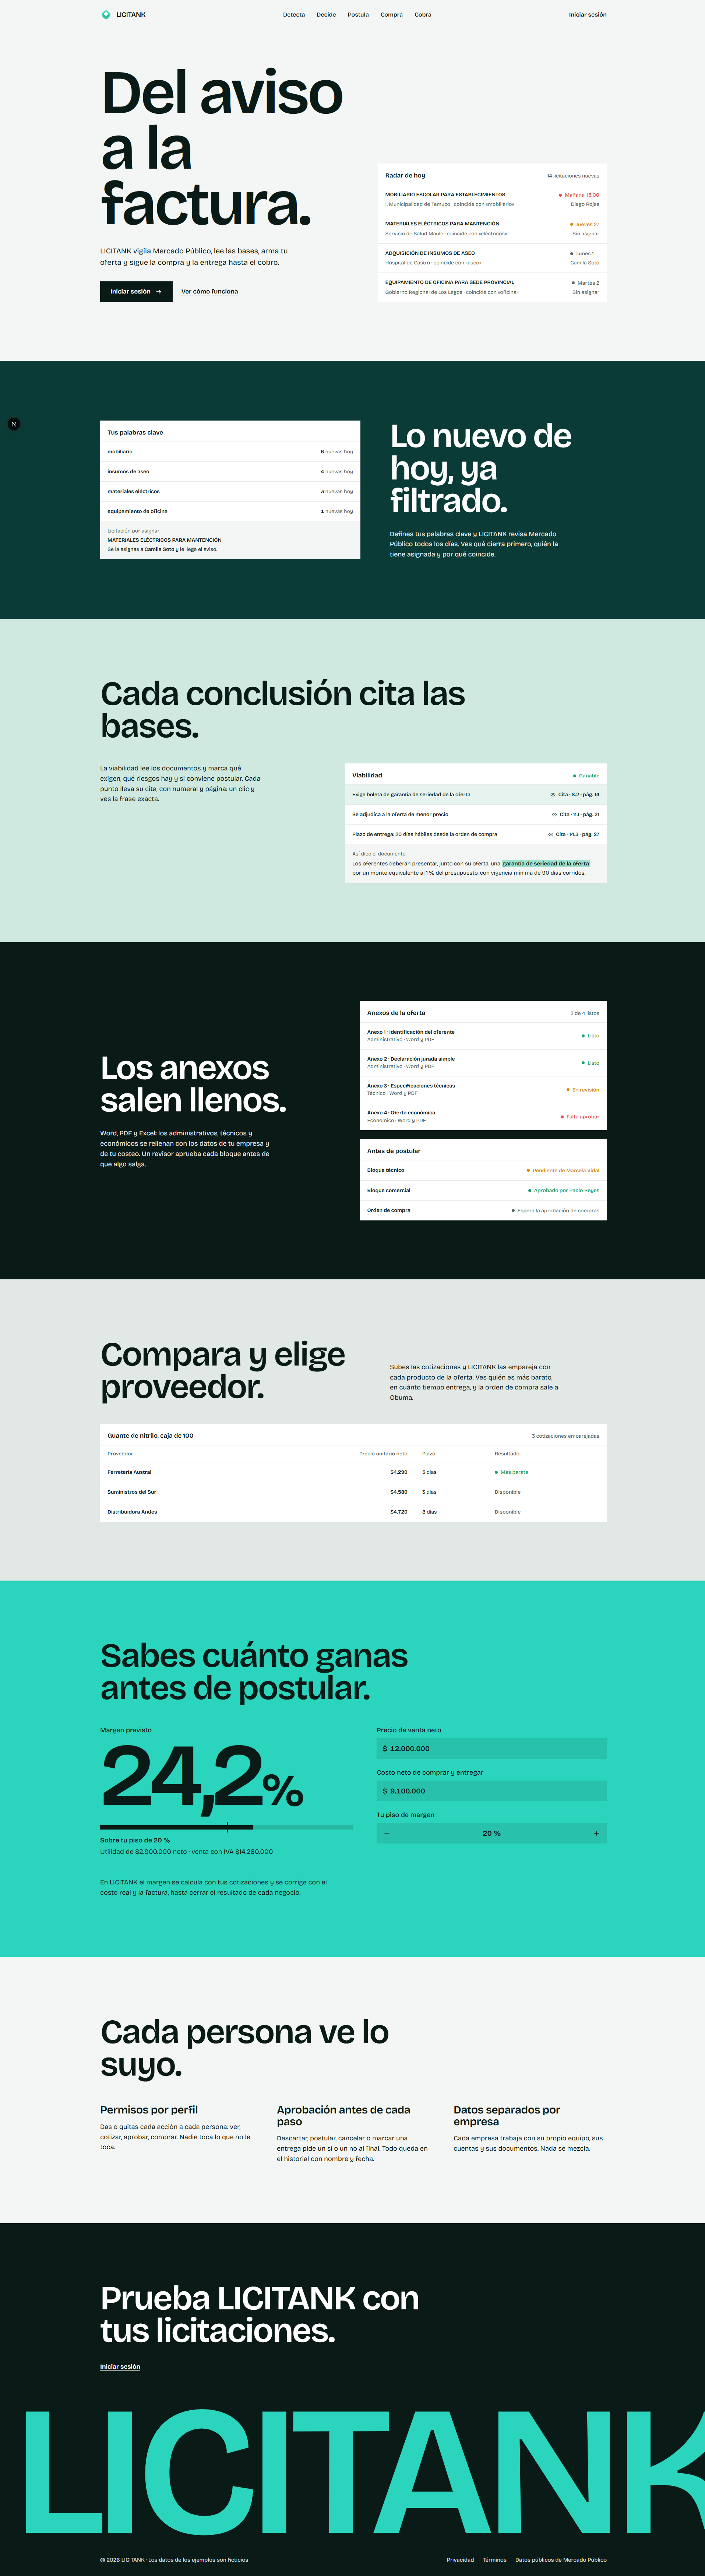 LICITANK
Detecta Decide Postula Compra Cobra
Iniciar sesión
Del aviso
a la
factura.
LICITANK vigila Mercado Público, lee las bases, arma tu
oferta y sigue la compra y la entrega hasta el cobro.
Iniciar sesión →
Ver cómo funciona
Radar de hoy
14 licitaciones nuevas
MOBILIARIO ESCOLAR PARA ESTABLECIMIENTOS
Mañana, 15:00
I. Municipalidad de Temuco · coincide con «mobiliario»
Diego Rojas
MATERIALES ELÉCTRICOS PARA MANTENCIÓN
Jueves 27
Servicio de Salud Maule · coincide con «eléctricos»
Sin asignar
ADQUISICIÓN DE INSUMOS DE ASEO
Lunes 1
Hospital de Castro · coincide con «aseo»
Camila Soto
EQUIPAMIENTO DE OFICINA PARA SEDE PROVINCIAL
Martes 2
Gobierno Regional de Los Lagos · coincide con «oficina»
Sin asignar
N
Tus palabras clave
mobiliario
6 nuevas hoy
insumos de aseo
4 nuevas hoy
materiales eléctricos
3 nuevas hoy
equipamiento de oficina
1 nuevas hoy
Licitación por asignar
MATERIALES ELÉCTRICOS PARA MANTENCIÓN
Se la asignas a Camila Soto y le llega el aviso.
Lo nuevo de
hoy, ya
filtrado.
Defines tus palabras clave y LICITANK revisa Mercado
Público todos los días. Ves qué cierra primero, quién la
tiene asignada y por qué coincide.
Cada conclusión cita las
bases.
La viabilidad lee los documentos y marca qué
exigen, qué riesgos hay y si conviene postular. Cada
punto lleva su cita, con numeral y página: un clic y
ves la frase exacta.
Viabilidad
Ganable
Exige boleta de garantía de seriedad de la oferta
Cita · 8.2 · pág. 14
Se adjudica a la oferta de menor precio
Cita · 11.1 · pág. 21
Plazo de entrega: 20 días hábiles desde la orden de compra
Cita · 14.3 · pág. 27
Así dice el documento
Los oferentes deberán presentar, junto con su oferta, una garantía de seriedad de la oferta
por un monto equivalente al 1 % del presupuesto, con vigencia mínima de 90 días corridos.
Los anexos
salen llenos.
Word, PDF y Excel: los administrativos, técnicos y
económicos se rellenan con los datos de tu empresa y
de tu costeo. Un revisor aprueba cada bloque antes de
que algo salga.
Anexos de la oferta
2 de 4 listos
Anexo 1 · Identificación del oferente
Administrativo · Word y PDF
Listo
Anexo 2 · Declaración jurada simple
Administrativo · Word y PDF
Listo
Anexo 3 · Especificaciones técnicas
Técnico · Word y PDF
En revisión
Anexo 4 · Oferta económica
Económico · Word y PDF
Falta aprobar
Antes de postular
Bloque técnico
Pendiente de Marcela Vidal
Bloque comercial
Aprobado por Pablo Reyes
Orden de compra
Espera la aprobación de compras
Compara y elige
proveedor.
Subes las cotizaciones y LICITANK las empareja con
cada producto de la oferta. Ves quién es más barato,
en cuánto tiempo entrega, y la orden de compra sale a
Obuma.
Guante de nitrilo, caja de 100
3 cotizaciones emparejadas
Proveedor Precio unitario neto Plazo Resultado
Ferretería Austral $4.290 5 días Más barata
Suministros del Sur $4.580 3 días Disponible
Distribuidora Andes $4.720 8 días Disponible
Sabes cuánto ganas
antes de postular.
Margen previsto
24,2%
Sobre tu piso de 20 %
Utilidad de $2.900.000 neto · venta con IVA $14.280.000
En LICITANK el margen se calcula con tus cotizaciones y se corrige con el
costo real y la factura, hasta cerrar el resultado de cada negocio.
Precio de venta neto
$ 12.000.000
Costo neto de comprar y entregar
$ 9.100.000
Tu piso de margen
− 20 % +
Cada persona ve lo
suyo.
Permisos por perfil
Das o quitas cada acción a cada persona: ver,
cotizar, aprobar, comprar. Nadie toca lo que no le
toca.
Aprobación antes de cada
paso
Descartar, postular, cancelar o marcar una
entrega pide un sí o un no al final. Todo queda en
el historial con nombre y fecha.
Datos separados por
empresa
Cada empresa trabaja con su propio equipo, sus
cuentas y sus documentos. Nada se mezcla.
Prueba LICITANK con
tus licitaciones.
Iniciar sesión
LICITANK
© 2026 LICITANK · Los datos de los ejemplos son ficticios
Privacidad Términos Datos públicos de Mercado Público